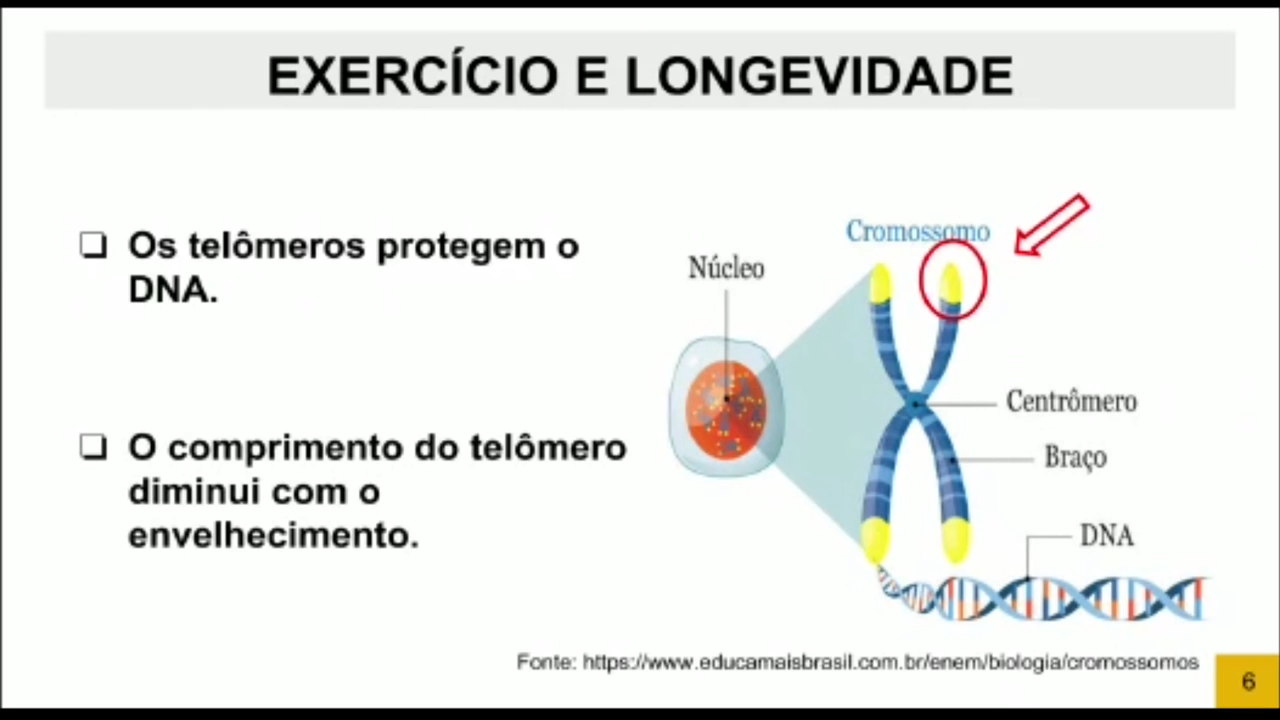 EXERCÍCIO E LONGEVIDADE
❑ Os telômeros protegem o
DNA.
❑ O comprimento do telômero
diminui com o
envelhecimento.
Cromossomo
Núcleo
Centrômero
Braço
DNA
Fonte: https://www.educamaisbrasil.com.br/enem/biologia/cromossomos
6